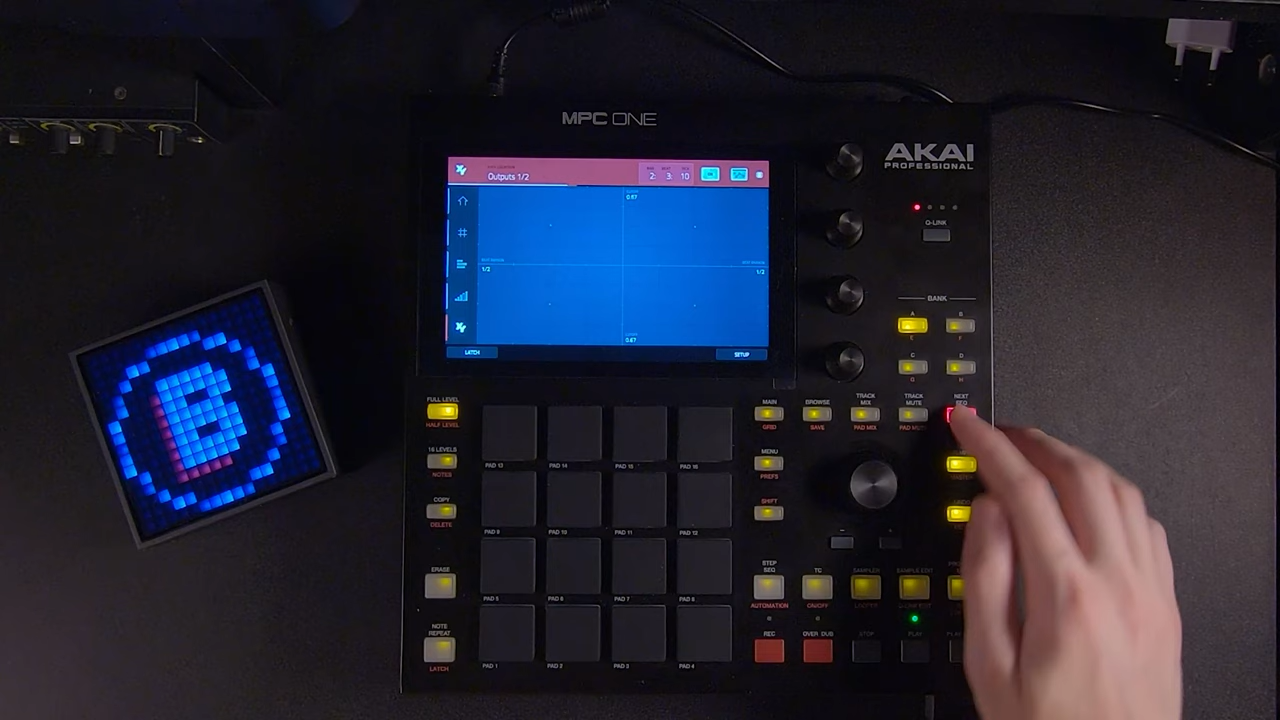 MPC ONE
AKAI
PROFESSIONAL
Outputs 1/2
2: 3: 10
0.67
1/2
1/2
0.67
LATCH
SETUP
Q-LINK
BANK
A
B
E
F
C
D
G
H
FULL LEVEL
HALF LEVEL
16 LEVELS
NOTES
COPY
DELETE
ERASE
NOTE
REPEAT
LATCH
PAD 13
PAD 14
PAD 15
PAD 16
PAD 9
PAD 10
PAD 11
PAD 12
PAD 5
PAD 6
PAD 7
PAD 8
PAD 1
PAD 2
PAD 3
PAD 4
MAIN
GRID
BROWSE
SAVE
TRACK
MIX
PAD MIX
TRACK
MUTE
PAD MUTE
NEXT
SEQ
MENU
PREFS
SHIFT
STEP
SEQ
AUTOMATION
TC
ON/OFF
SAMPLER
SAMPLE EDIT
REC
OVER DUB
STOP
PLAY
B